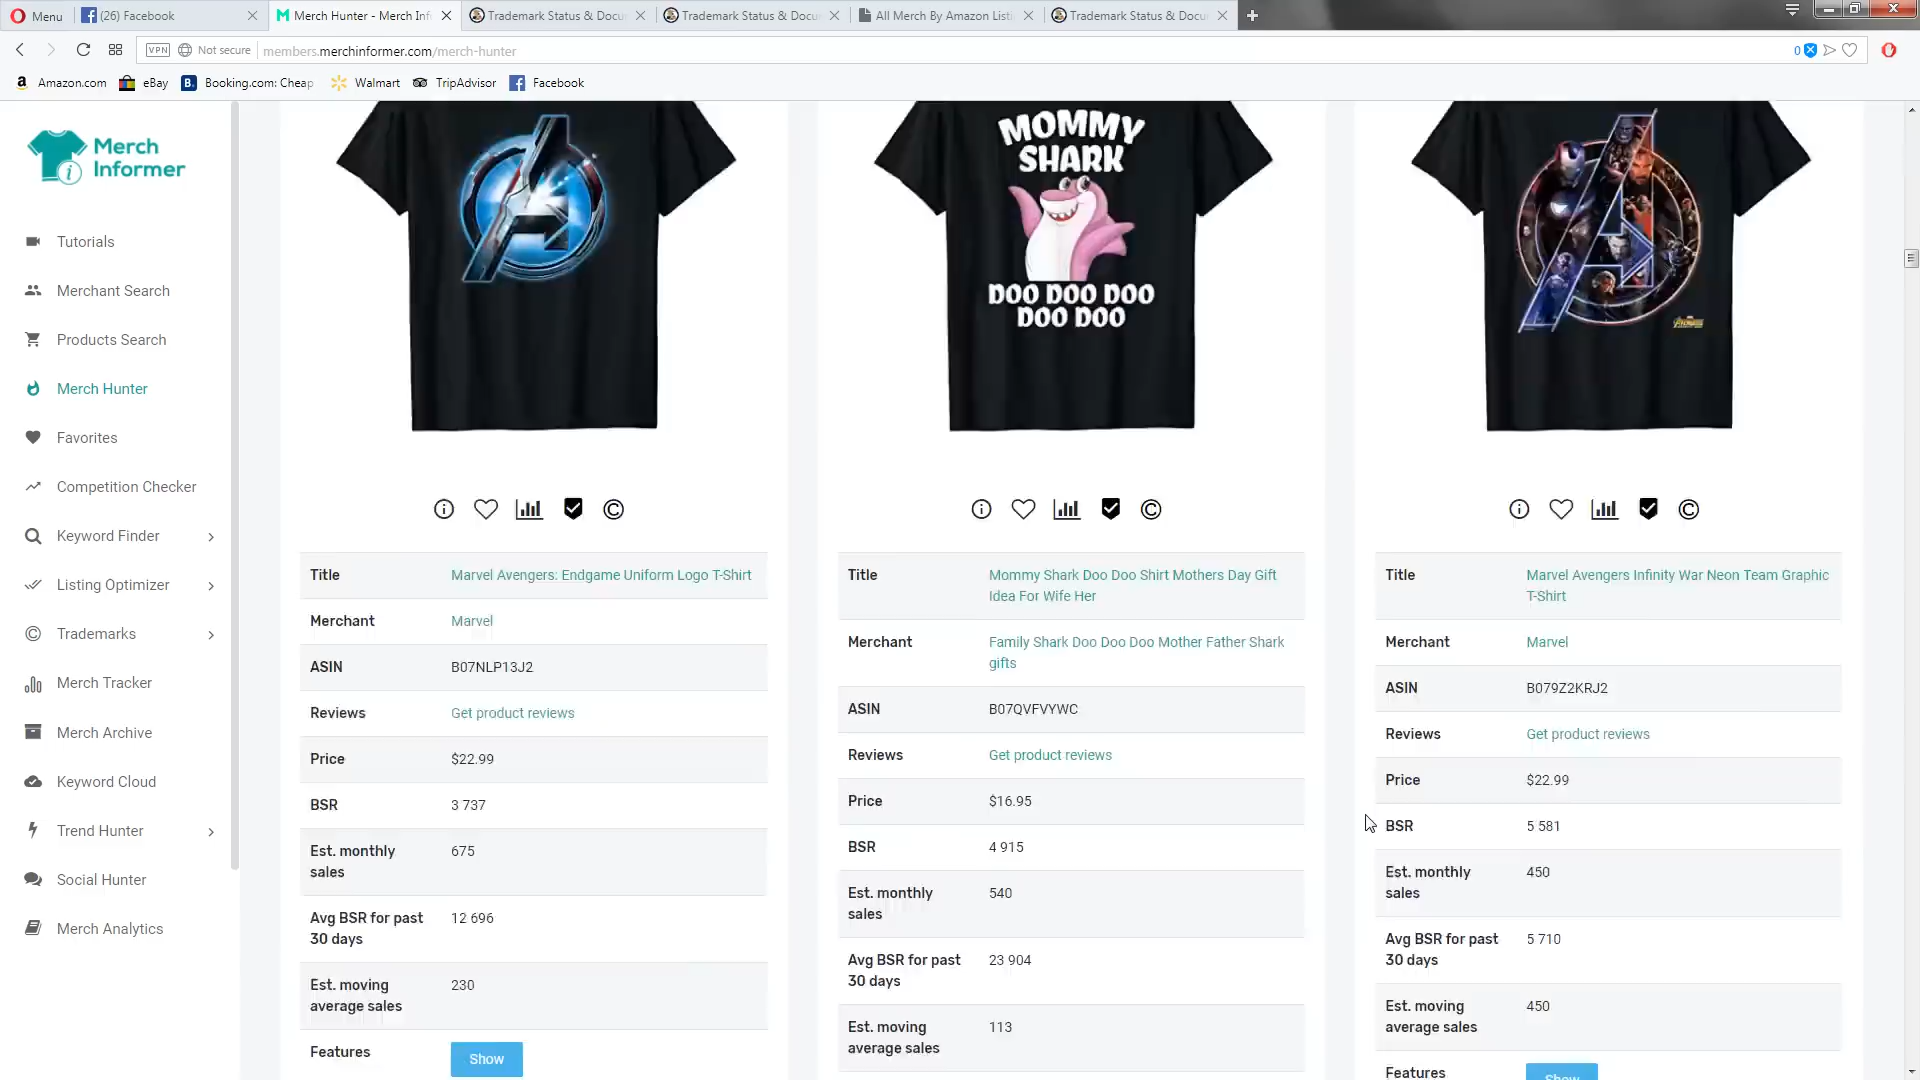 Menu
(26) Facebook
Merch Hunter - Merch Inf
Trademark Status & Docu
Trademark Status & Docu
All Merch By Amazon Listi
Trademark Status & Docu
VPN
Not secure
members.merchinformer.com/merch-hunter
0
Amazon.com
eBay
Booking.com: Cheap
Walmart
TripAdvisor
Facebook
Merch
Informer
Tutorials
Merchant Search
Products Search
Merch Hunter
Favorites
Competition Checker
Keyword Finder
Listing Optimizer
Trademarks
Merch Tracker
Merch Archive
Keyword Cloud
Trend Hunter
Social Hunter
Merch Analytics
Title Marvel Avengers: Endgame Uniform Logo T-Shirt
Merchant Marvel
ASIN B07NLP13J2
Reviews Get product reviews
Price $22.99
BSR 3 737
Est. monthly 675
sales
Avg BSR for past 12 696
30 days
Est. moving 230
average sales
Features Show
MOMMY
SHARK
DOO DOO DOO
DOO DOO
Title Mommy Shark Doo Doo Shirt Mothers Day Gift
Idea For Wife Her
Merchant Family Shark Doo Doo Doo Mother Father Shark
gifts
ASIN B07QVFVYWC
Reviews Get product reviews
Price $16.95
BSR 4 915
Est. monthly 540
sales
Avg BSR for past 23 904
30 days
Est. moving 113
average sales
AVENGERS
Title Marvel Avengers Infinity War Neon Team Graphic
T-Shirt
Merchant Marvel
ASIN B079Z2KRJ2
Reviews Get product reviews
Price $22.99
BSR 5 581
Est. monthly 450
sales
Avg BSR for past 5 710
30 days
Est. moving 450
average sales
Features Show